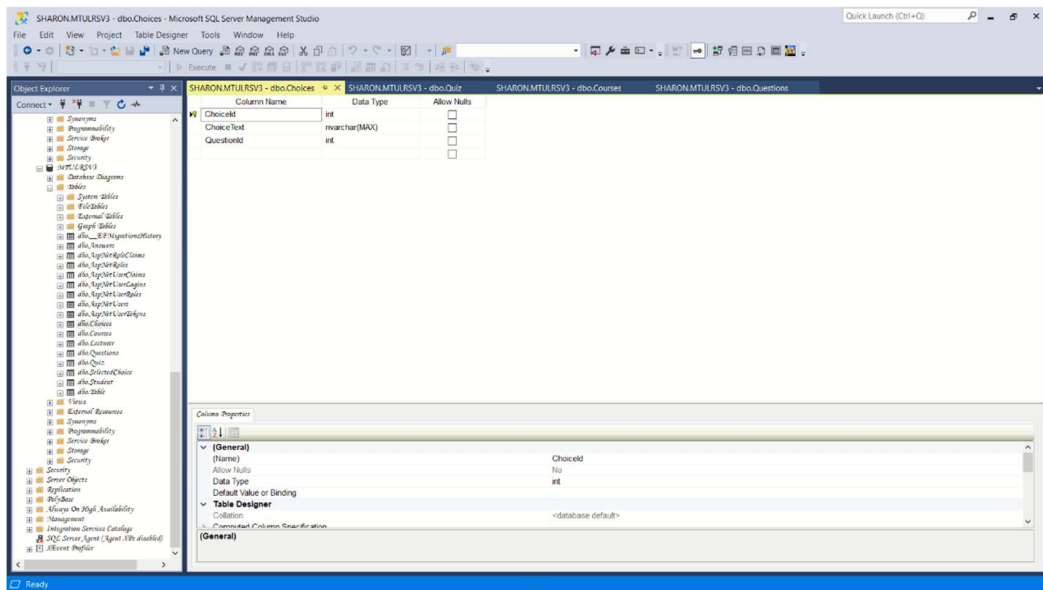 SHARON.MTULRSV3 - dbo.Choices - Microsoft SQL Server Management Studio
Quick Launch (Ctrl+Q)
File Edit View Project Table Designer Tools Window Help
New Query
Execute
Object Explorer
SHARON.MTULRSV3 - dbo.Choices SHARON.MTULRSV3 - dbo.Quiz SHARON.MTULRSV3 - dbo.Courses SHARON.MTULRSV3 - dbo.Questions
Connect
Synonyms
Programmability
Service Broker
Storage
Security
MTULRSV3
Database Diagrams
Tables
System Tables
FileTables
External Tables
Graph Tables
dbo.__EFMigrationsHistory
dbo.Answers
dbo.AspNetRoleClaims
dbo.AspNetRoles
dbo.AspNetUserClaims
dbo.AspNetUserLogins
dbo.AspNetUserRoles
dbo.AspNetUsers
dbo.AspNetUserTokens
dbo.Choices
dbo.Courses
dbo.Lecturer
dbo.Questions
dbo.Quiz
dbo.SelectedChoice
dbo.Student
dbo.Table
Views
External Resources
Synonyms
Programmability
Service Broker
Storage
Security
Security
Server Objects
Replication
PolyBase
Always On High Availability
Management
Integration Services Catalogs
SQL Server Agent (Agent XPs disabled)
XEvent Profiler
Column Name Data Type Allow Nulls
ChoiceId int
ChoiceText nvarchar(MAX)
QuestionId int
Column Properties
(General)
(Name) ChoiceId
Allow Nulls No
Data Type int
Default Value or Binding
Table Designer
Collation <database default>
Computed Column Specification
(General)
Ready